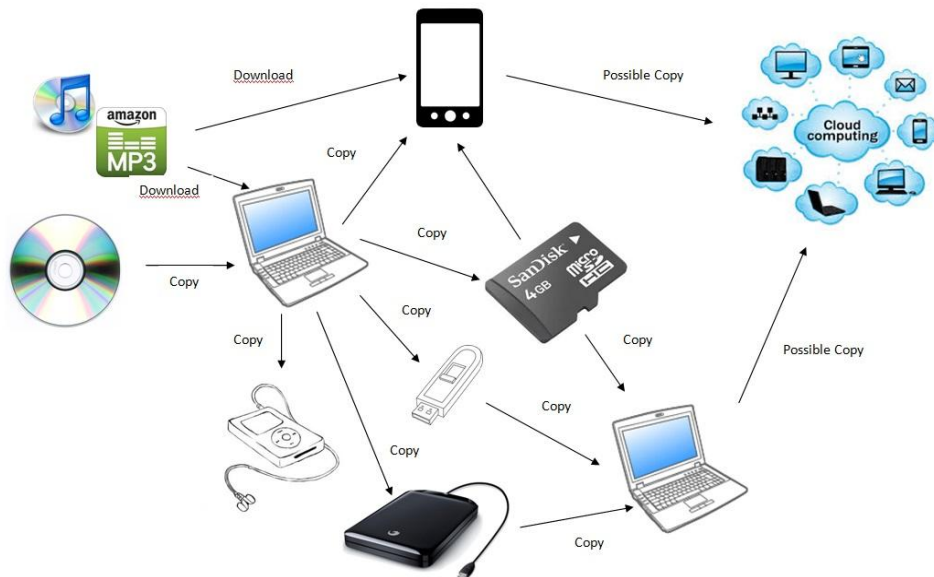 Download
Possible Copy
amazon
MP3
Cloud
computing
Copy
Download
Copy
SanDisk
4GB
micro
SD
HC
Copy
Copy
Copy
Copy
Possible Copy
Copy
Copy
Copy